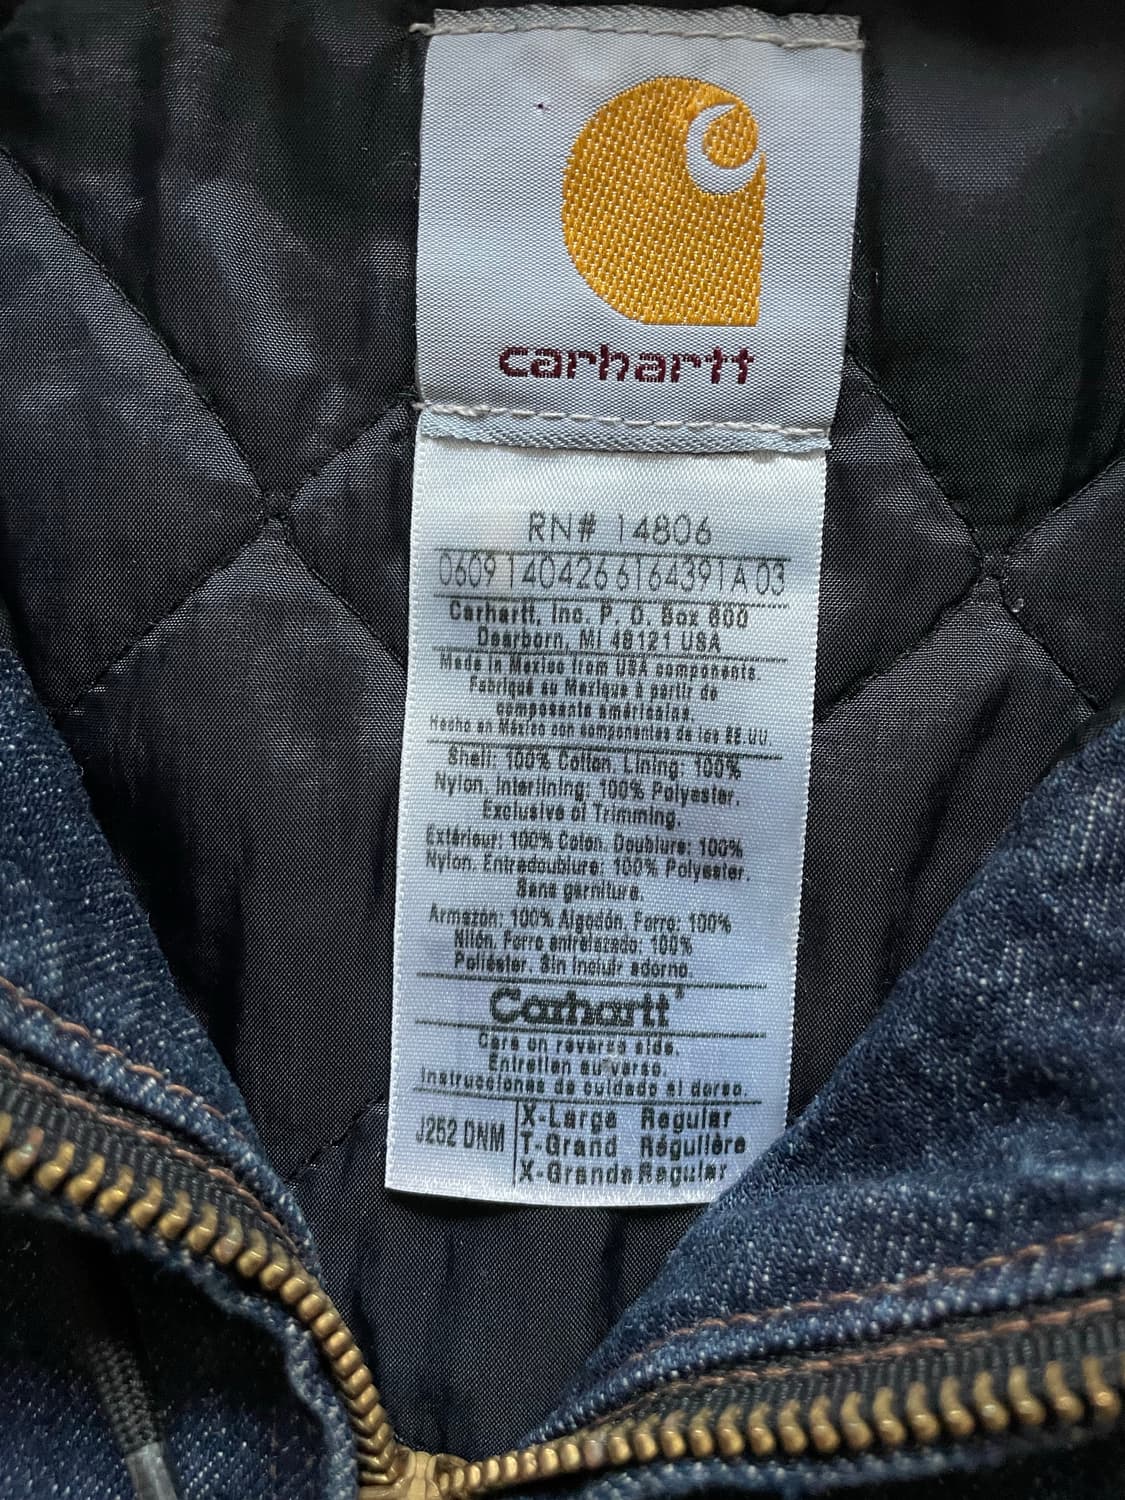 carhartt
RN# 14806
0609 140426 6164391A 03
Carhartt, Inc. P. O. Box 600
Dearborn, MI 48121 USA
Made in Mexico from USA components.
Fabriqué au Mexique à partir de
composants américains.
Hecho en México con componentes de los EE.UU.
Shell: 100% Cotton, Lining: 100%
Nylon, Interlining: 100% Polyester.
Exclusive of Trimming.
Extérieur: 100% Coton, Doublure: 100%
Nylon, Entredoublure: 100% Polyester.
Sans garniture.
Armazón: 100% Algodón, Forro: 100%
Nilón, Forro entrelazado: 100%
Poliéster. Sin incluir adorno.
Carhartt®
Care on reverse side.
Entretien au verso.
Instrucciones de cuidado al dorso.
J252 DNM X-Large Regular
T-Grand Régulière
X-Grande Regular